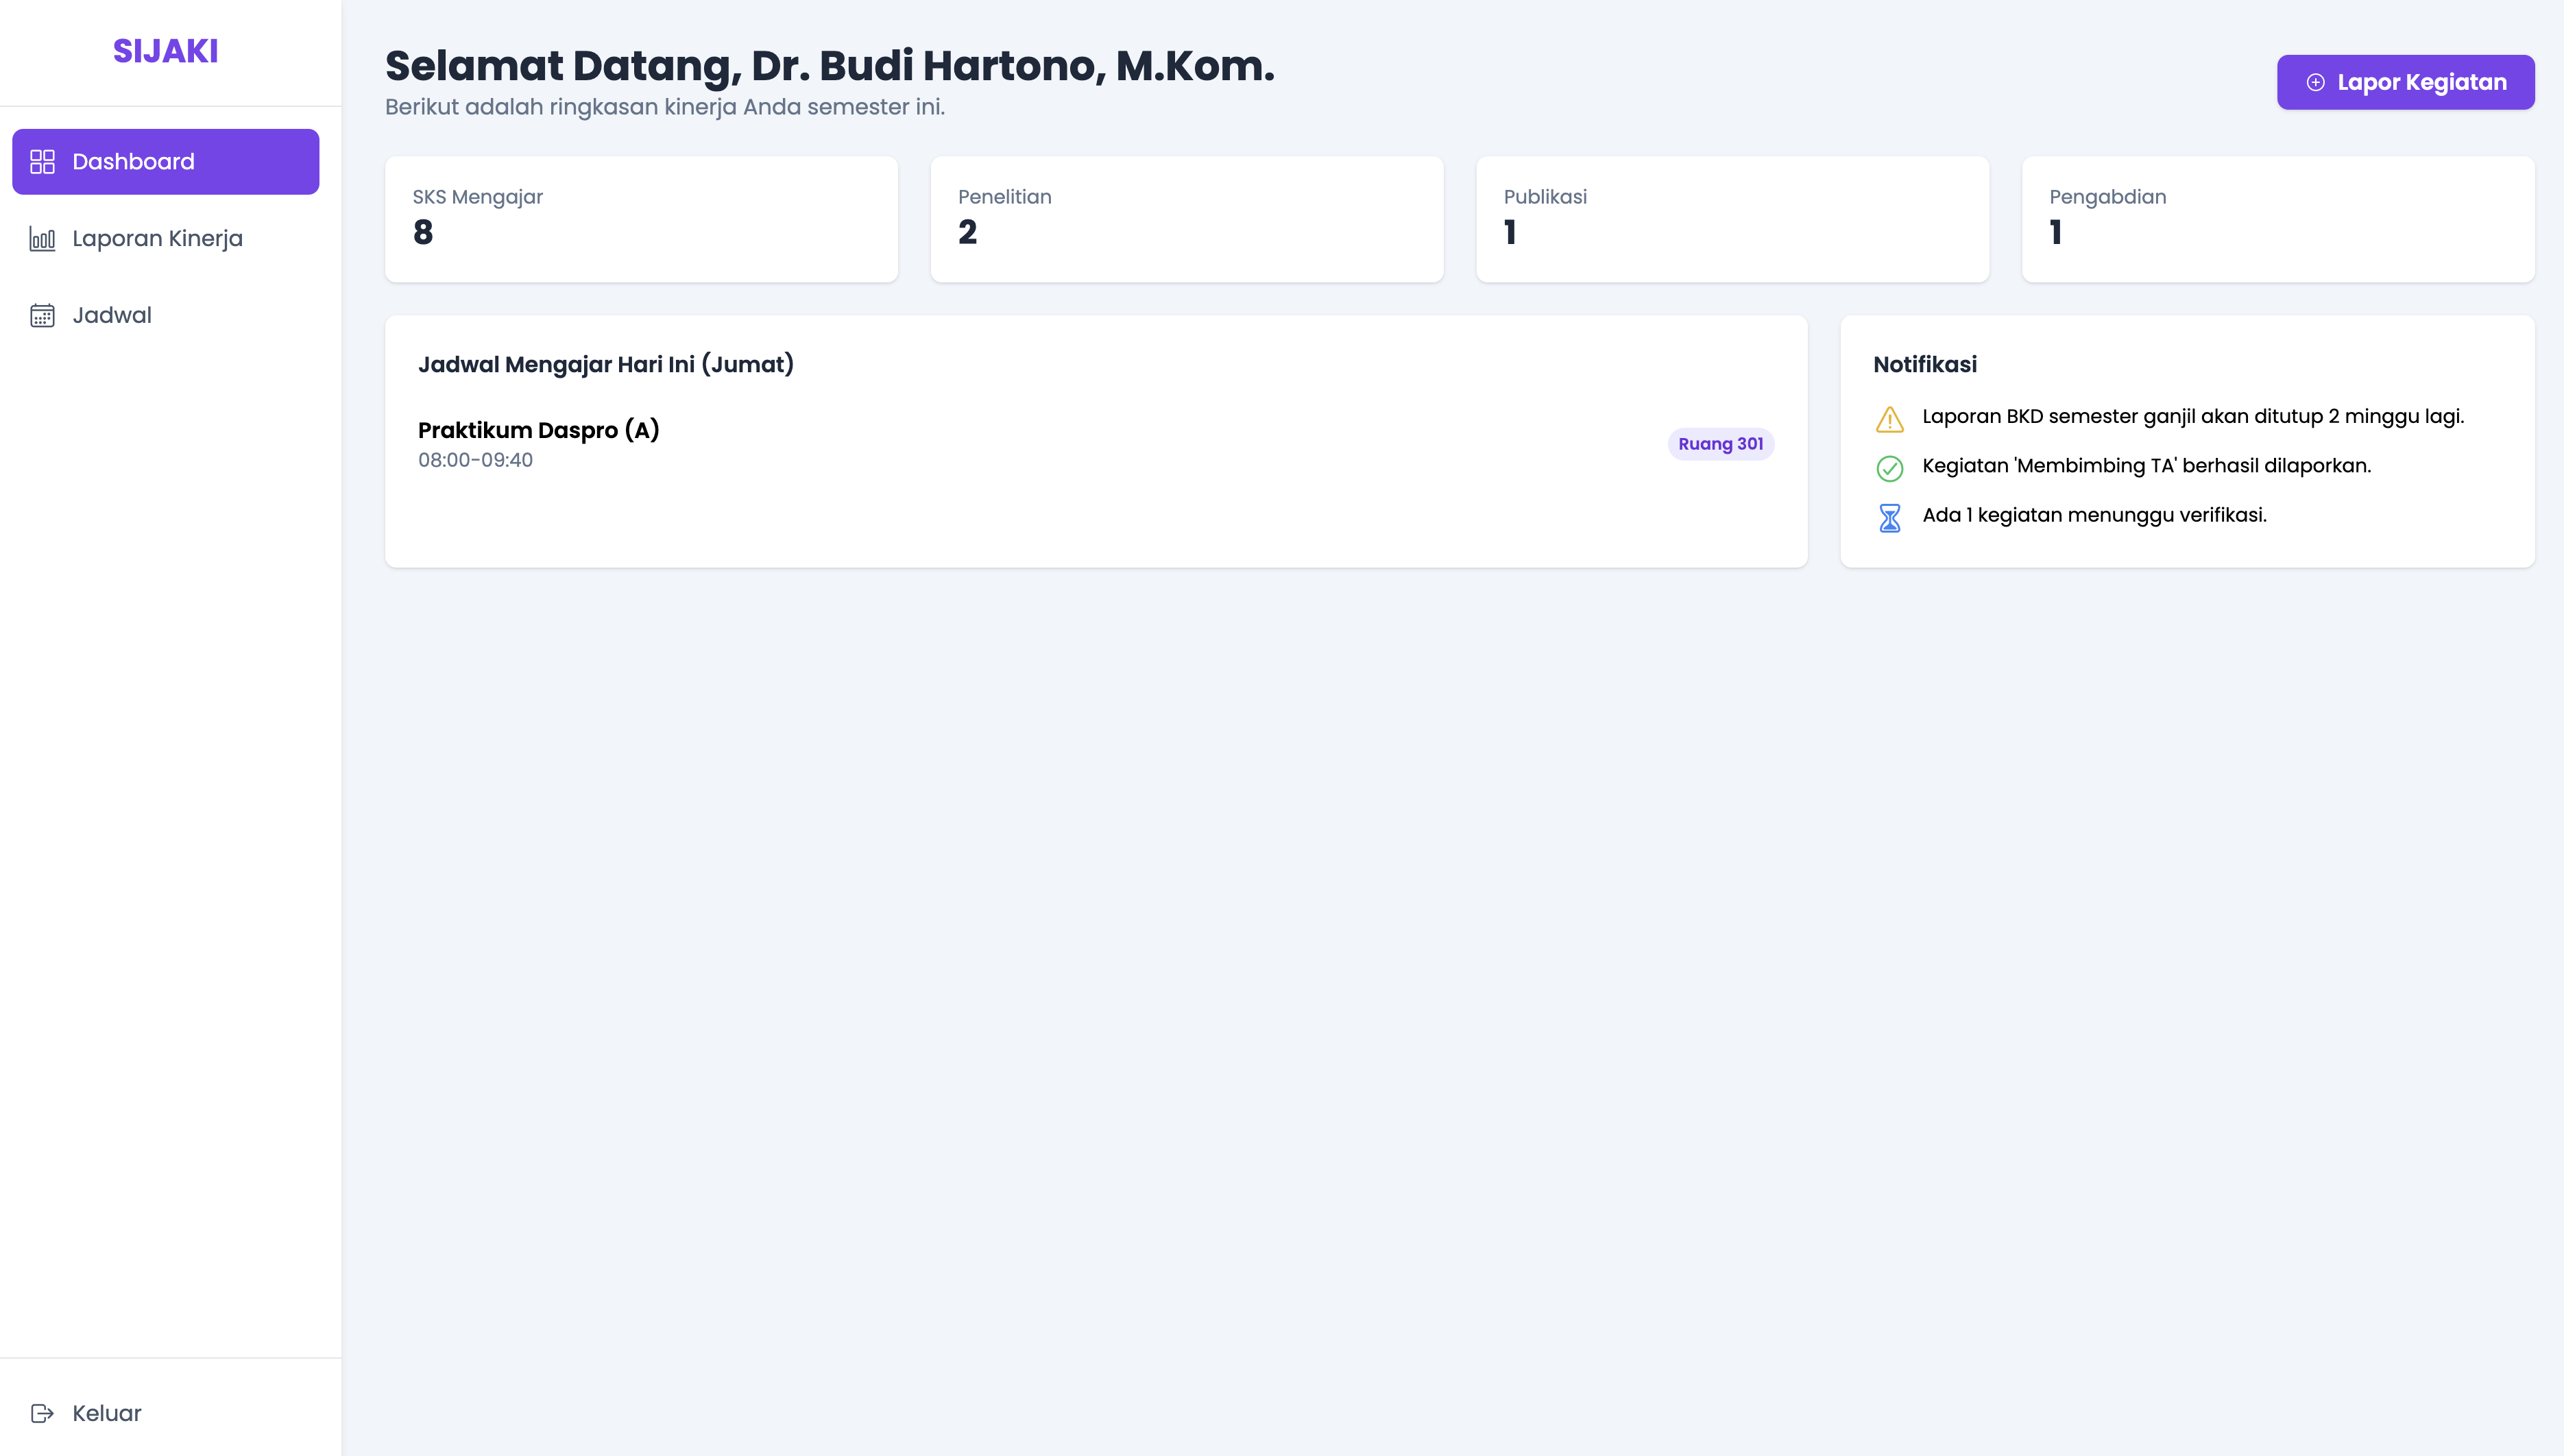 SIJAKI
Dashboard
Laporan Kinerja
Jadwal
Keluar
Selamat Datang, Dr. Budi Hartono, M.Kom.
Berikut adalah ringkasan kinerja Anda semester ini.
Lapor Kegiatan
SKS Mengajar
8
Penelitian
2
Publikasi
1
Pengabdian
1
Jadwal Mengajar Hari Ini (Jumat)
Praktikum Daspro (A)
08:00-09:40
Ruang 301
Notifikasi
Laporan BKD semester ganjil akan ditutup 2 minggu lagi.
Kegiatan 'Membimbing TA' berhasil dilaporkan.
Ada 1 kegiatan menunggu verifikasi.